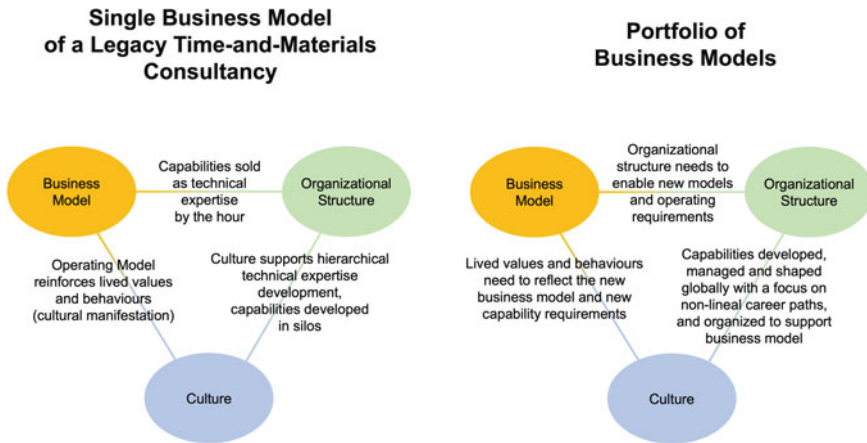 Single Business Model
of a Legacy Time-and-Materials
Consultancy
Business
Model
Capabilities sold
as technical
expertise
by the hour
Organizational
Structure
Operating Model
reinforces lived values
and behaviours
(cultural manifestation)
Culture supports hierarchical
technical expertise
development,
capabilities developed
in silos
Culture
Portfolio of
Business Models
Business
Model
Organizational
structure needs to
enable new models
and operating
requirements
Organizational
Structure
Lived values and behaviours
need to reflect the new
business model and new
capability requirements
Capabilities developed,
managed and shaped
globally with a focus on
non-lineal career paths,
and organized to support
business model
Culture